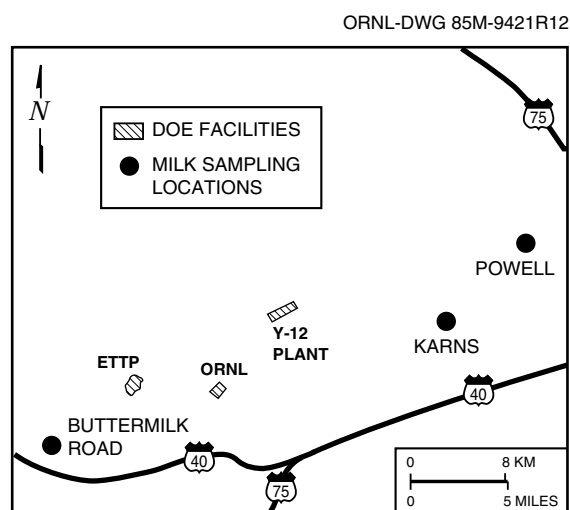 ORNL-DWG 85M-9421R12
N
DOE FACILITIES
MILK SAMPLING
LOCATIONS
75
POWELL
Y-12
PLANT
KARNS
ETTP
ORNL
40
BUTTERMILK
ROAD
40
75
0 8 KM
0 5 MILES